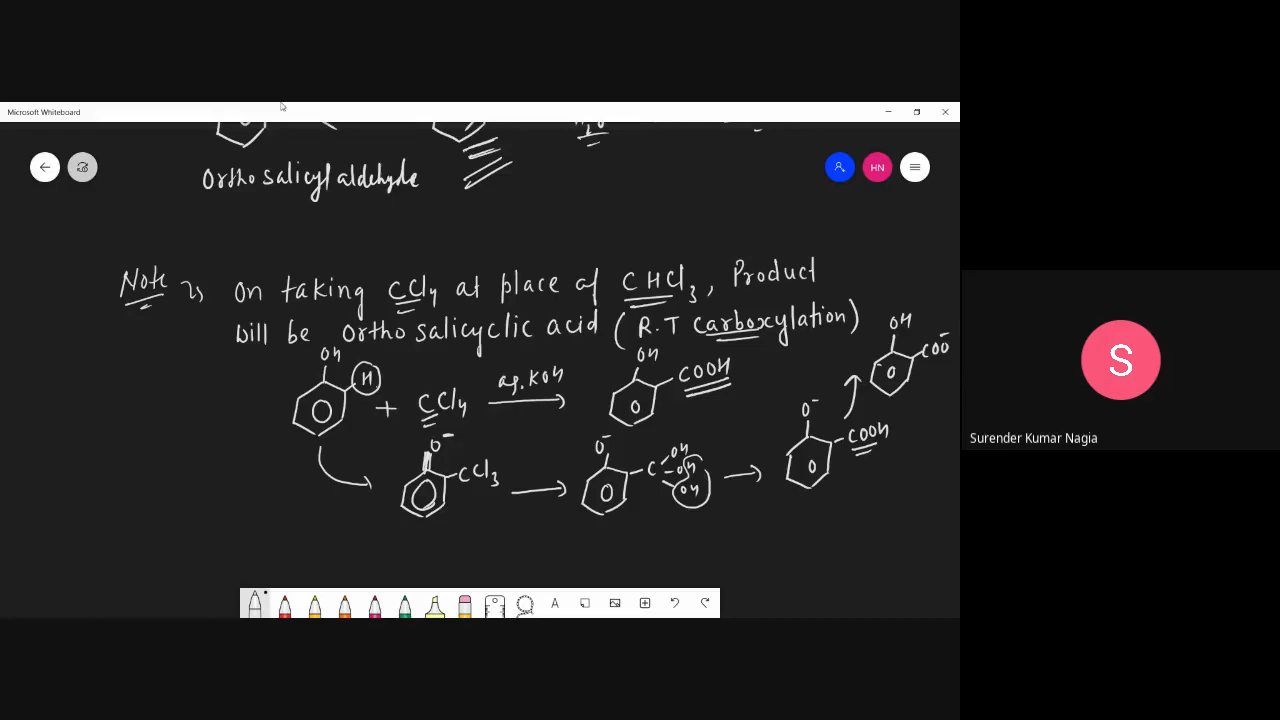 Microsoft Whiteboard
H2O
Ortho salicyl aldehyde
HN
Note
On taking CCl4 at place of CHCl3, Product
will be Ortho salicyclic acid (R.T Carboxylation)
OH
H
+ CCl4
aq. KOH
OH
COOH
OH
COO-
O-
CCl3
O-
C
OH
OH
OH
O-
COOH
S
Surender Kumar Nagia
A